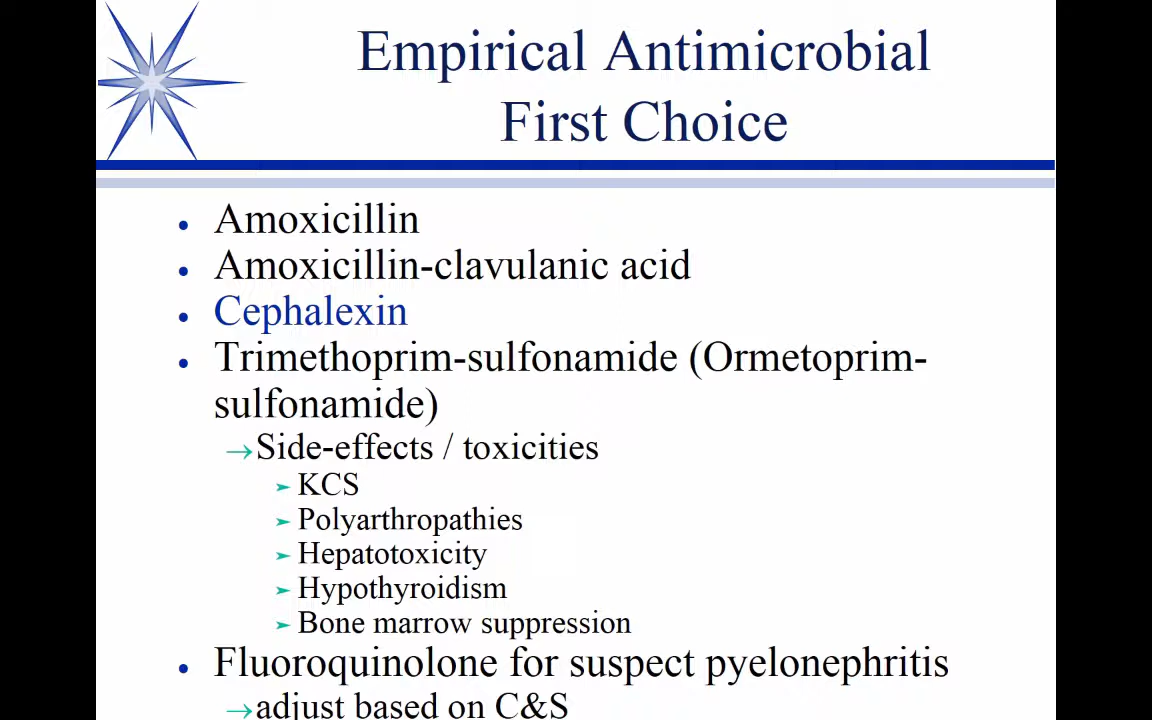 Empirical Antimicrobial
First Choice
• Amoxicillin
• Amoxicillin-clavulanic acid
• Cephalexin
• Trimethoprim-sulfonamide (Ormetoprim-
sulfonamide)
→Side-effects / toxicities
➢ KCS
➢ Polyarthropathies
➢ Hepatotoxicity
➢ Hypothyroidism
➢ Bone marrow suppression
• Fluoroquinolone for suspect pyelonephritis
→adjust based on C&S